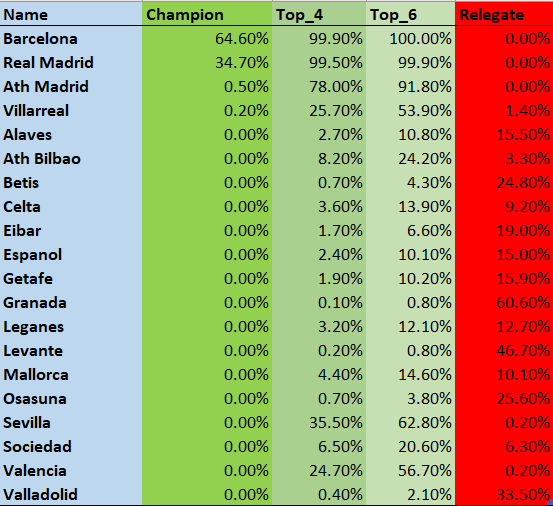 Name Champion Top_4 Top_6 Relegate
Barcelona 64.60% 99.90% 100.00% 0.00%
Real Madrid 34.70% 99.50% 99.90% 0.00%
Ath Madrid 0.50% 78.00% 91.80% 0.00%
Villarreal 0.20% 25.70% 53.90% 1.40%
Alaves 0.00% 2.70% 10.80% 15.50%
Ath Bilbao 0.00% 8.20% 24.20% 3.30%
Betis 0.00% 0.70% 4.30% 24.80%
Celta 0.00% 3.60% 13.90% 9.20%
Eibar 0.00% 1.70% 6.60% 19.00%
Espanol 0.00% 2.40% 10.10% 15.00%
Getafe 0.00% 1.90% 10.20% 15.90%
Granada 0.00% 0.10% 0.80% 60.60%
Leganes 0.00% 3.20% 12.10% 12.70%
Levante 0.00% 0.20% 0.80% 46.70%
Mallorca 0.00% 4.40% 14.60% 10.10%
Osasuna 0.00% 0.70% 3.80% 25.60%
Sevilla 0.00% 35.50% 62.80% 0.20%
Sociedad 0.00% 6.50% 20.60% 6.30%
Valencia 0.00% 24.70% 56.70% 0.20%
Valladolid 0.00% 0.40% 2.10% 33.50%